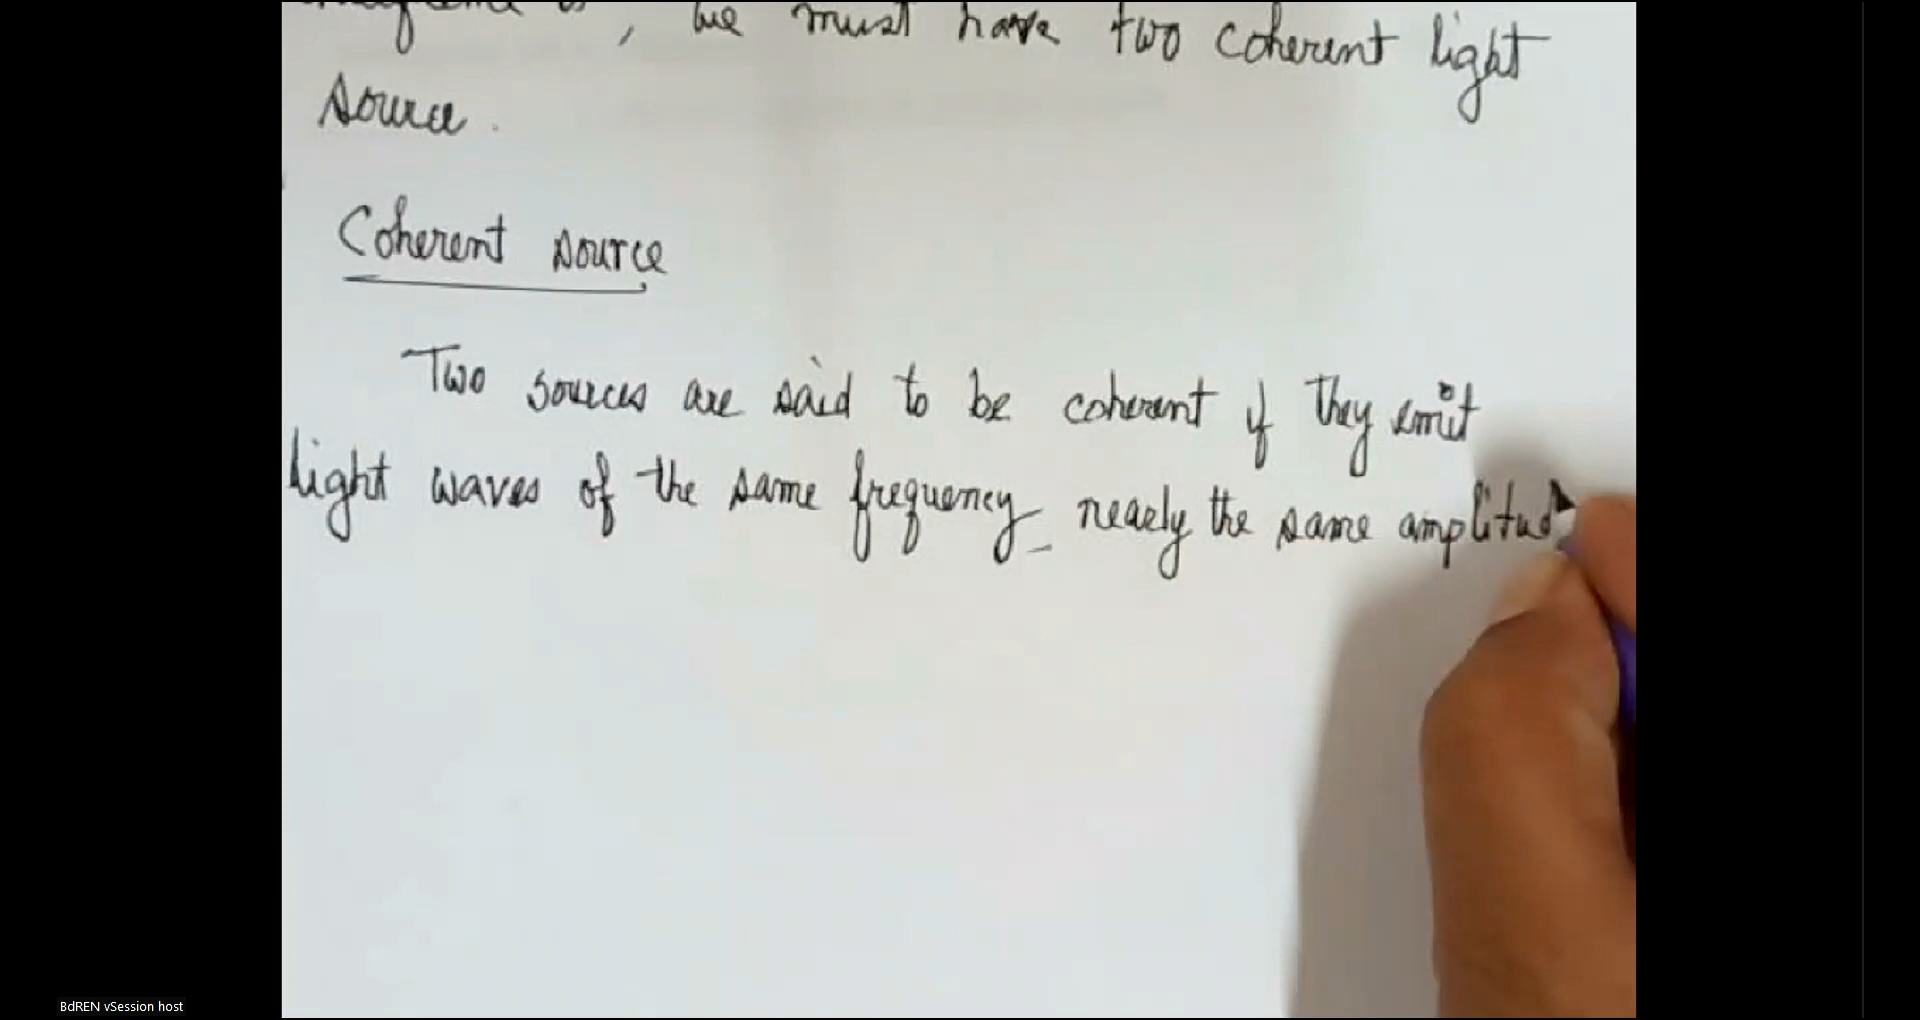 , we must have two coherent light
source.
Coherent source
Two sources are said to be coherent if they emit
light waves of the same frequency nearly the same amplitud
BdREN vSession host